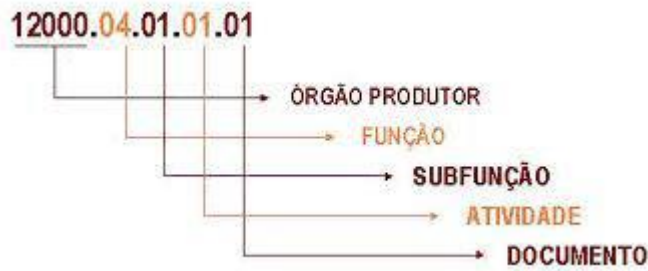 12000.04.01.01.01
ÓRGÃO PRODUTOR
FUNÇÃO
SUBFUNÇÃO
ATIVIDADE
DOCUMENTO